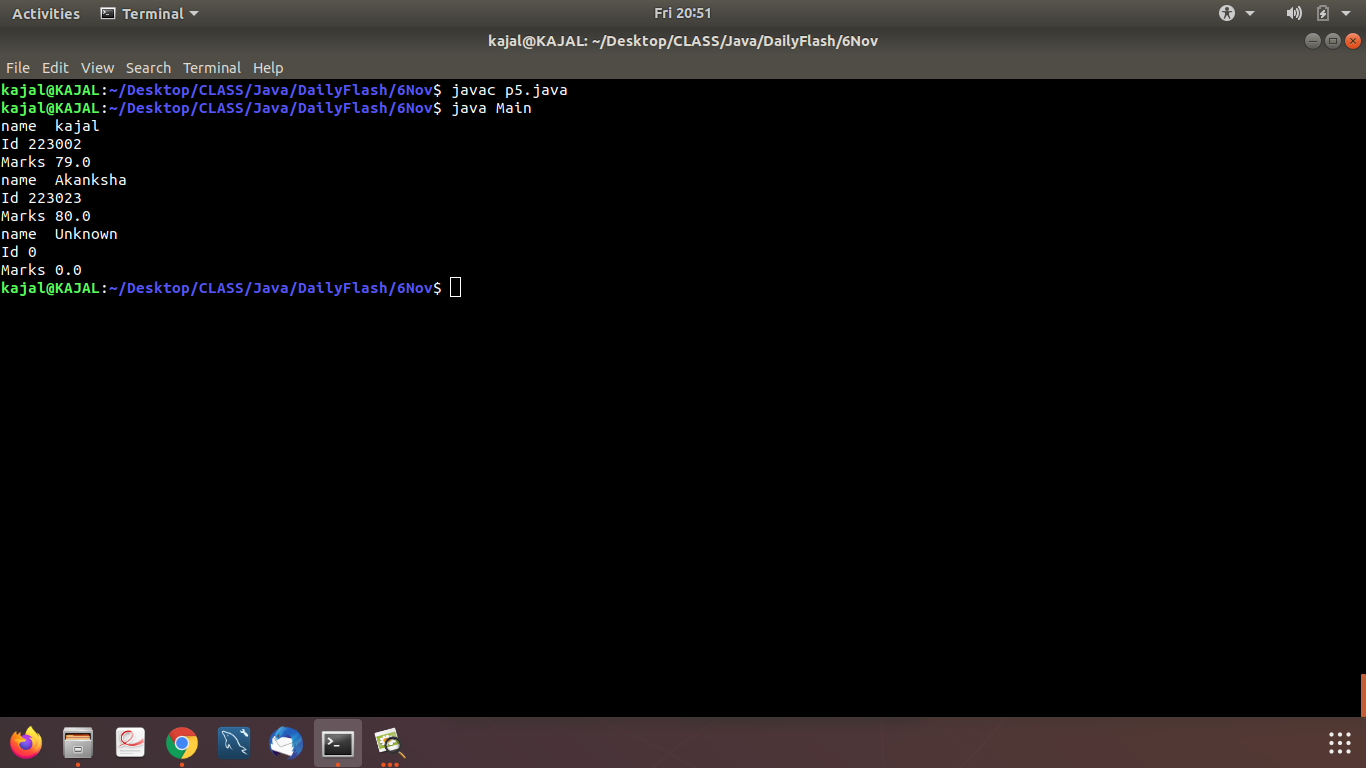 Activities Terminal Fri 20:51
kajal@KAJAL: ~/Desktop/CLASS/Java/DailyFlash/6Nov
File Edit View Search Terminal Help
kajal@KAJAL:~/Desktop/CLASS/Java/DailyFlash/6Nov$ javac p5.java
kajal@KAJAL:~/Desktop/CLASS/Java/DailyFlash/6Nov$ java Main
name  kajal
Id 223002
Marks 79.0
name  Akanksha
Id 223023
Marks 80.0
name  Unknown
Id 0
Marks 0.0
kajal@KAJAL:~/Desktop/CLASS/Java/DailyFlash/6Nov$